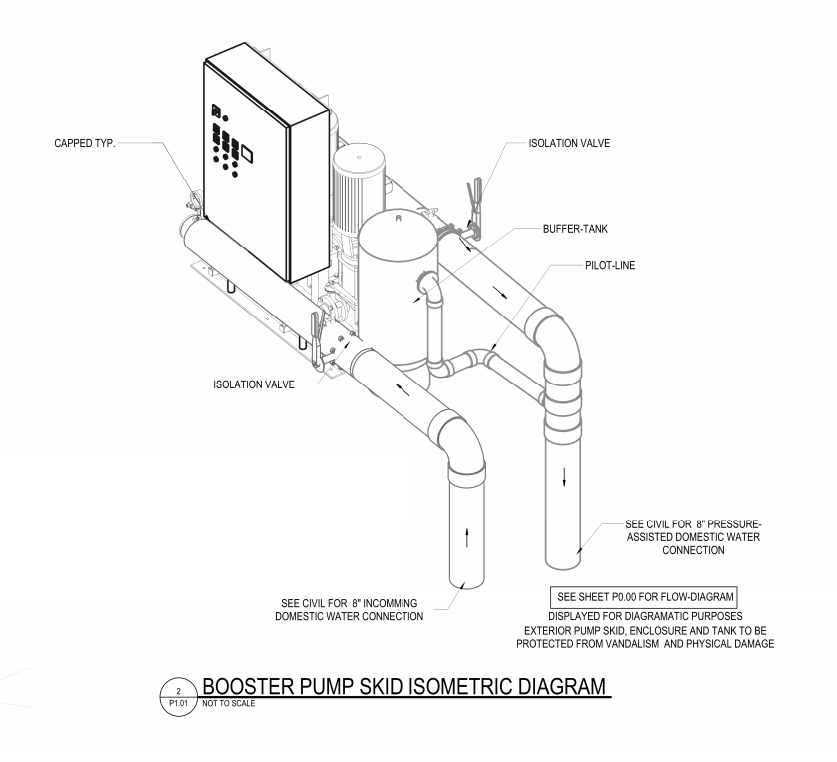 CAPPED TYP.
ISOLATION VALVE
BUFFER-TANK
PILOT-LINE
ISOLATION VALVE
SEE CIVIL FOR 8" PRESSURE-
ASSISTED DOMESTIC WATER
CONNECTION
SEE CIVIL FOR 8" INCOMMING
DOMESTIC WATER CONNECTION
SEE SHEET P0.00 FOR FLOW-DIAGRAM
DISPLAYED FOR DIAGRAMATIC PURPOSES
EXTERIOR PUMP SKID, ENCLOSURE AND TANK TO BE
PROTECTED FROM VANDALISM AND PHYSICAL DAMAGE
2
P1.01
BOOSTER PUMP SKID ISOMETRIC DIAGRAM
NOT TO SCALE